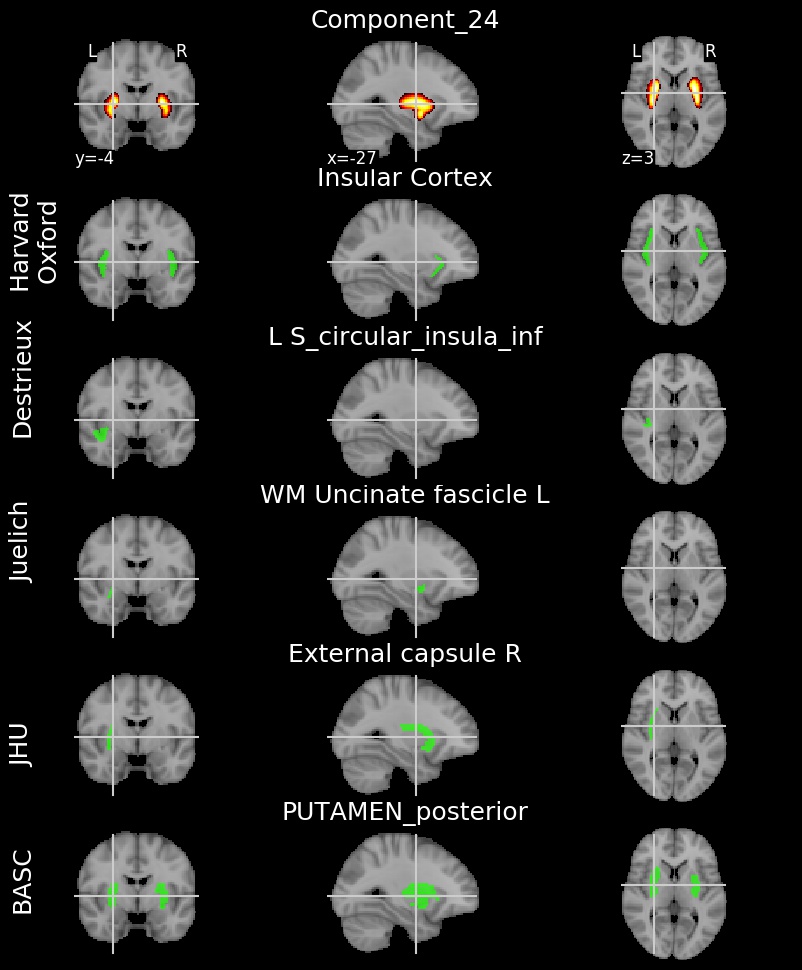 Component_24
L R
L R
y=-4
x=-27
z=3
Insular Cortex
Harvard
Oxford
L S_circular_insula_inf
Destrieux
WM Uncinate fascicle L
Juelich
External capsule R
JHU
PUTAMEN_posterior
BASC